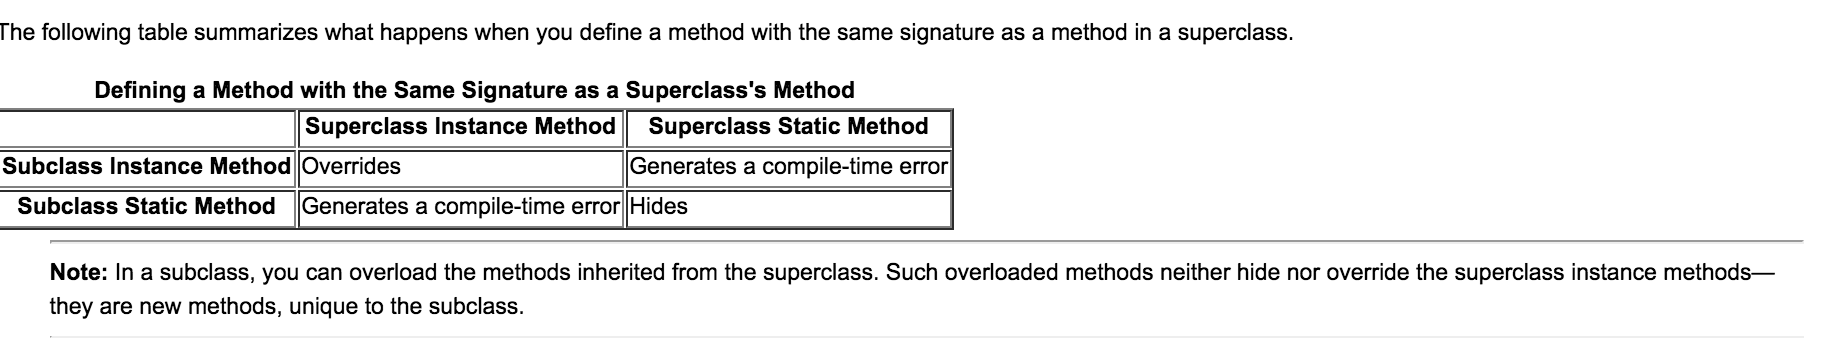 The following table summarizes what happens when you define a method with the same signature as a method in a superclass.
Defining a Method with the Same Signature as a Superclass's Method
Superclass Instance Method Superclass Static Method
Subclass Instance Method Overrides Generates a compile-time error
Subclass Static Method Generates a compile-time error Hides
Note: In a subclass, you can overload the methods inherited from the superclass. Such overloaded methods neither hide nor override the superclass instance methods—
they are new methods, unique to the subclass.